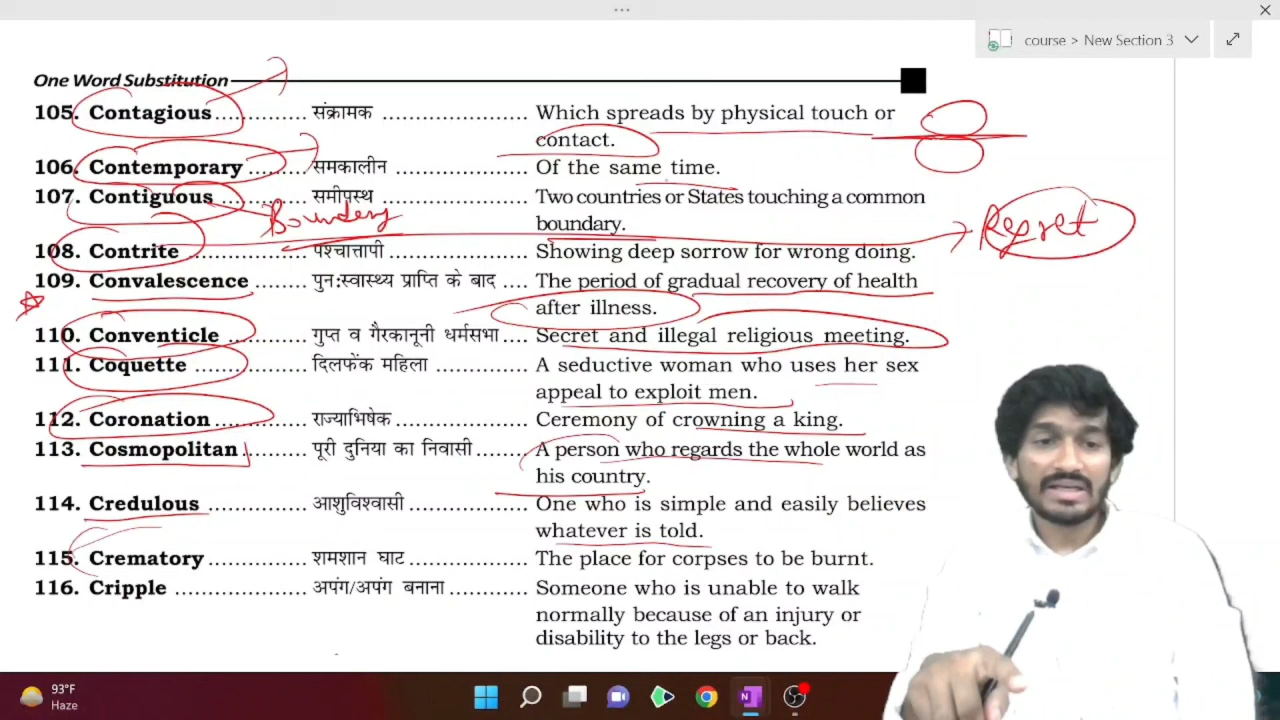 course > New Section 3
One Word Substitution
105. Contagious .............. संक्रामक ...................... Which spreads by physical touch or
contact.
106. Contemporary ......... समकालीन .................... Of the same time.
107. Contiguous ............. समीपस्थ ...................... Two countries or States touching a common
Boundary
boundary.
Regret
108. Contrite .................. पश्चात्तापी .................... Showing deep sorrow for wrong doing.
109. Convalescence ........ पुनःस्वास्थ्य प्राप्ति के बाद .... The period of gradual recovery of health
after illness.
110. Conventicle ............ गुप्त व गैरकानूनी धर्मसभा .... Secret and illegal religious meeting.
111. Coquette ................. दिलफेंक महिला .............. A seductive woman who uses her sex
appeal to exploit men.
112. Coronation .............. राज्याभिषेक .................... Ceremony of crowning a king.
113. Cosmopolitan .......... पूरी दुनिया का निवासी ........ A person who regards the whole world as
his country.
114. Credulous ............... आशुविश्वासी .................. One who is simple and easily believes
whatever is told.
115. Crematory ............... शमशान घाट .................. The place for corpses to be burnt.
116. Cripple .................... अपंग/अपंग बनाना ............ Someone who is unable to walk
normally because of an injury or
disability to the legs or back.
93°F
Haze